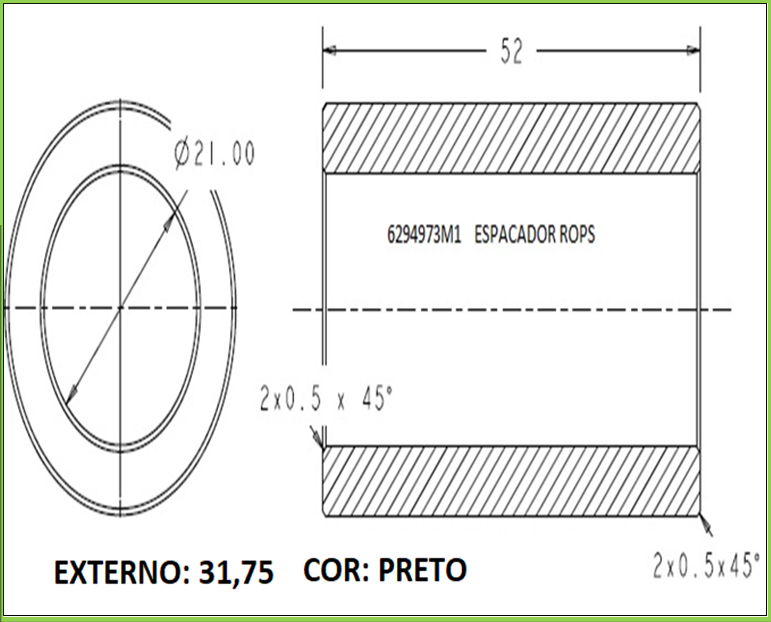 52
Ø21.00
6294973M1 ESPACADOR ROPS
2x0.5 x 45°
2x0.5x45°
EXTERNO: 31,75 COR: PRETO